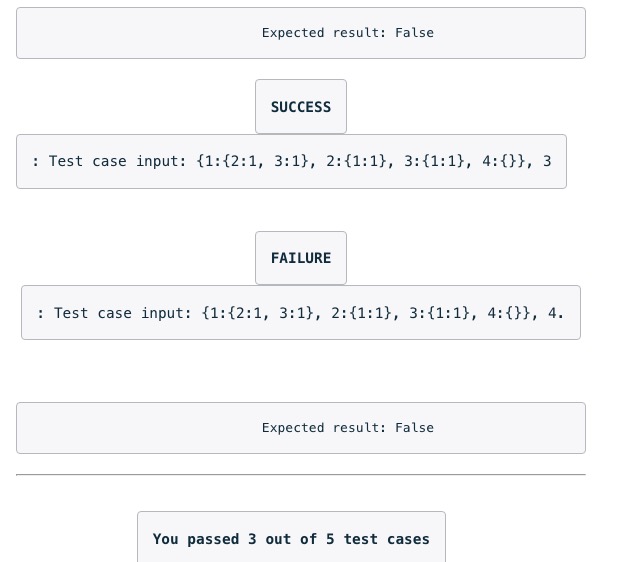 Expected result: False
SUCCESS
: Test case input: {1:{2:1, 3:1}, 2:{1:1}, 3:{1:1}, 4:{}}, 3
FAILURE
: Test case input: {1:{2:1, 3:1}, 2:{1:1}, 3:{1:1}, 4:{}}, 4.
Expected result: False
You passed 3 out of 5 test cases